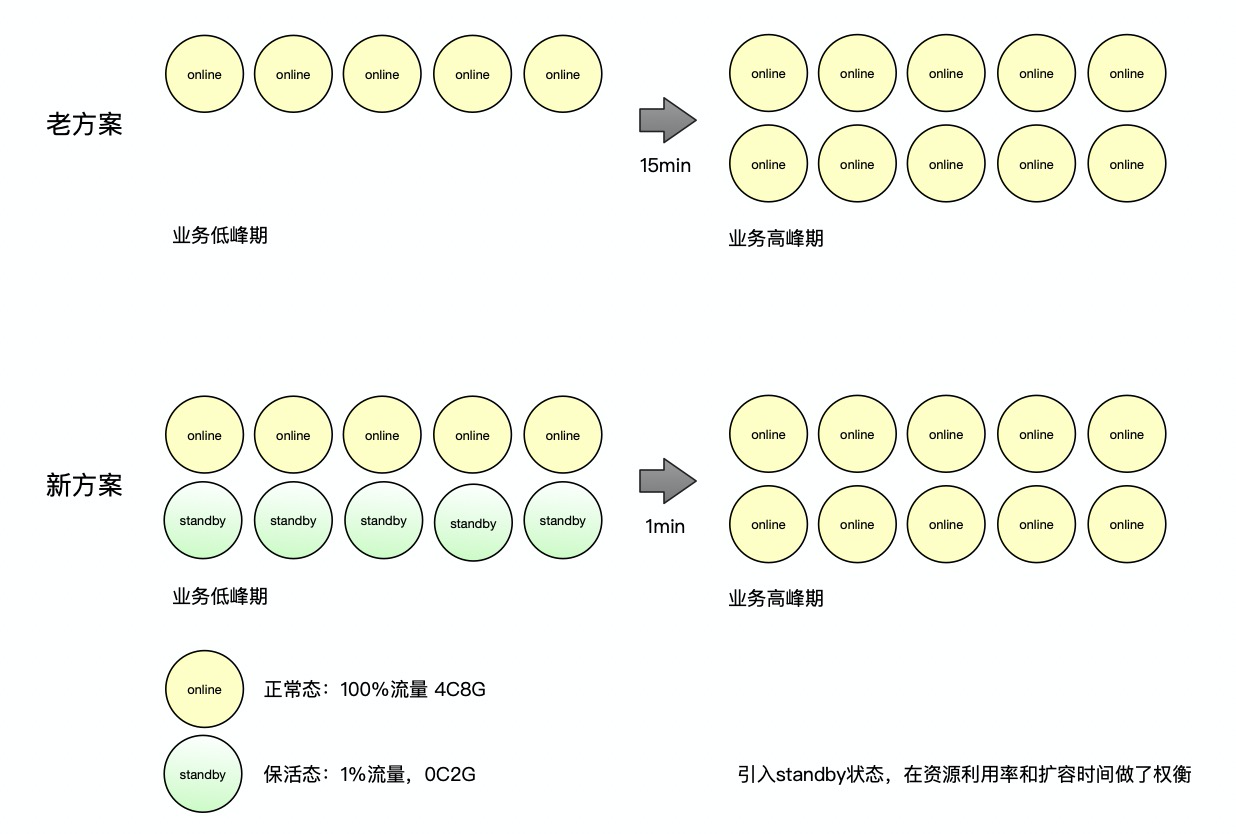 online online online online online
online online online online online
老方案
15min
online online online online online
业务低峰期
业务高峰期
online online online online online
online online online online online
新方案
standby standby standby standby standby
1min
online online online online online
业务低峰期
业务高峰期
online 正常态：100%流量 4C8G
standby 保活态：1%流量，0C2G
引入standby状态，在资源利用率和扩容时间做了权衡